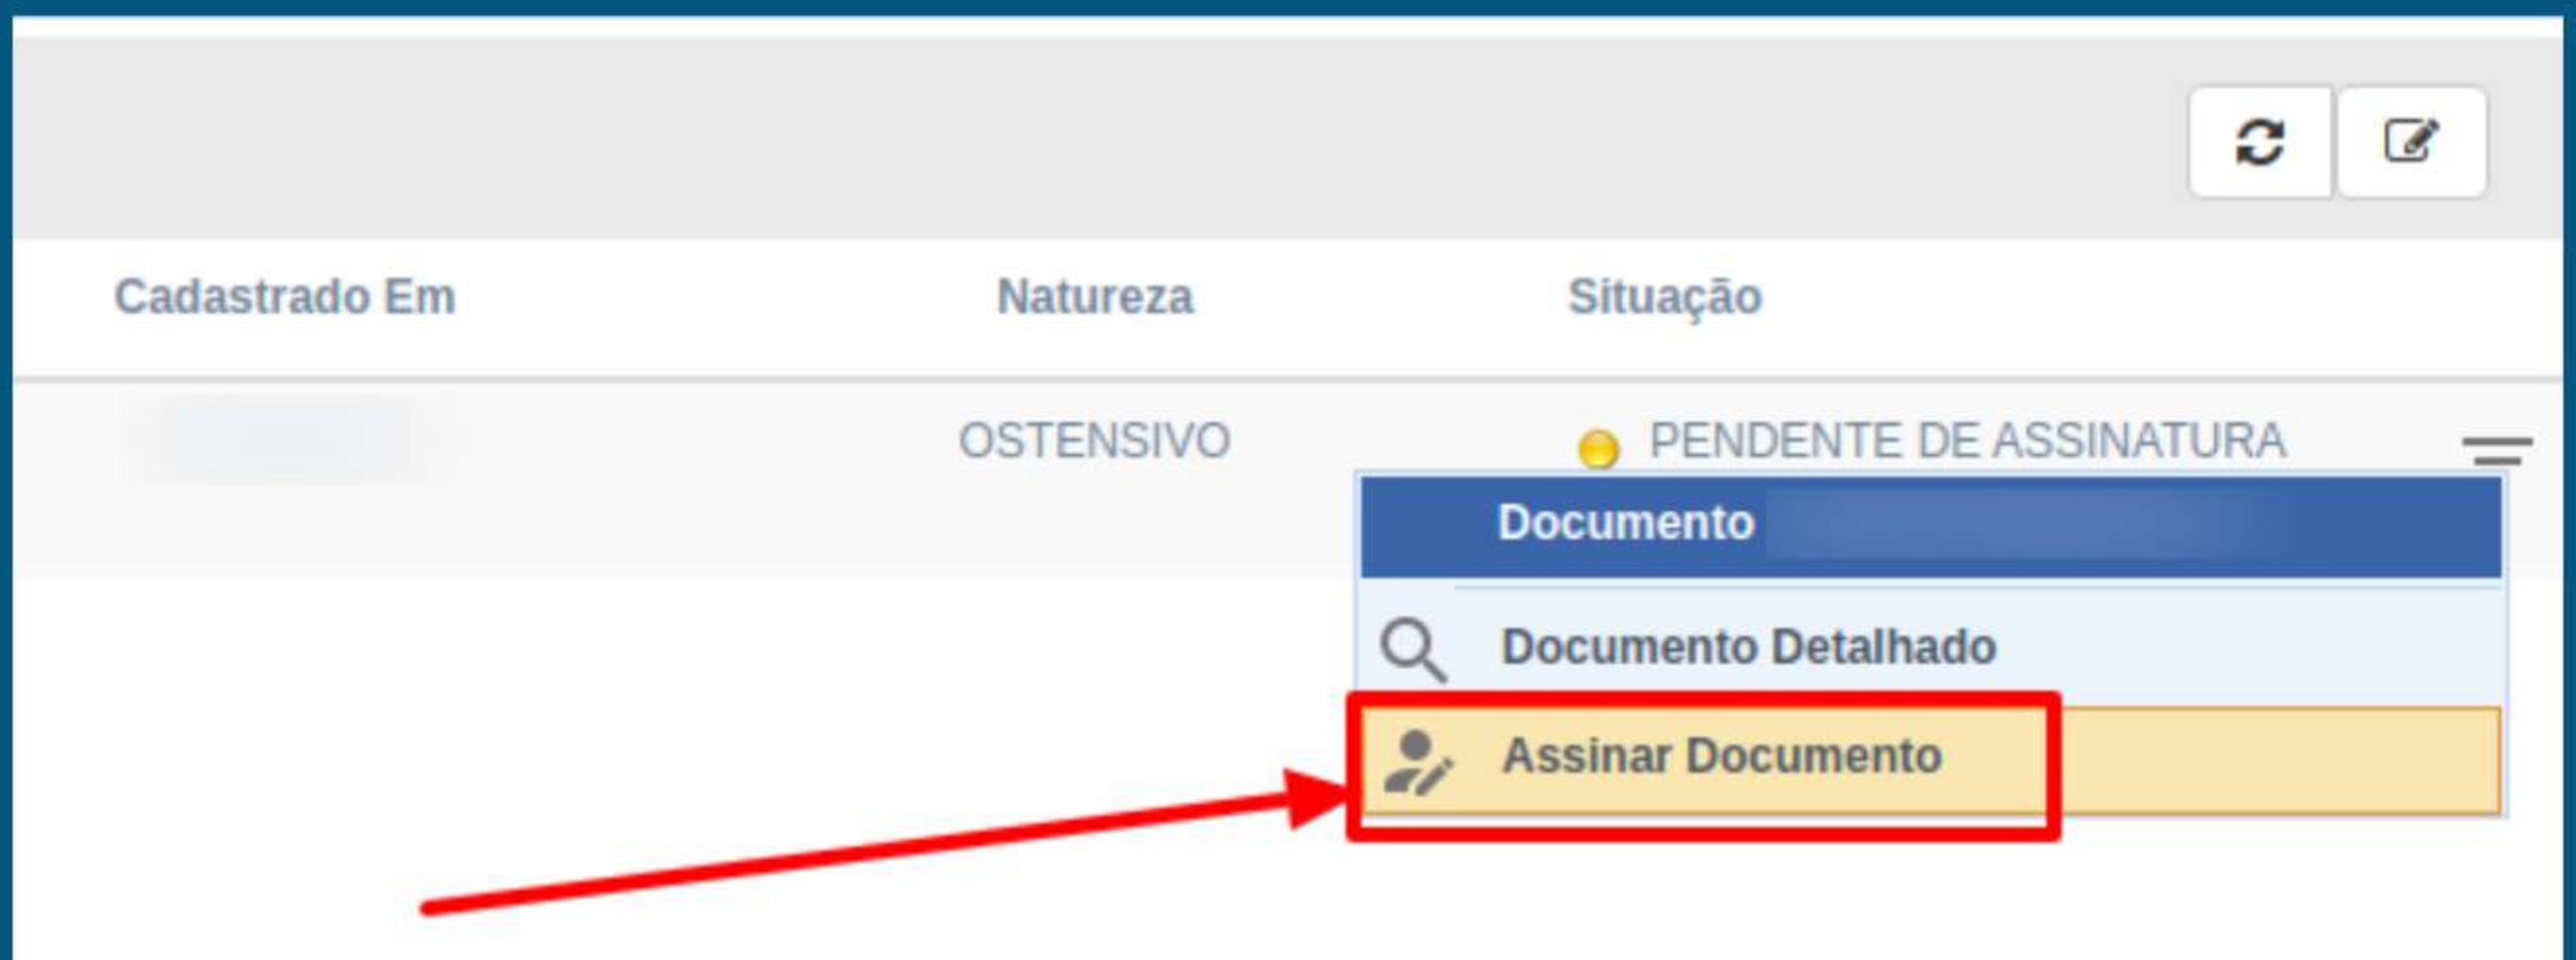 Cadastrado Em Natureza Situação
OSTENSIVO PENDENTE DE ASSINATURA
Documento
Documento Detalhado
Assinar Documento